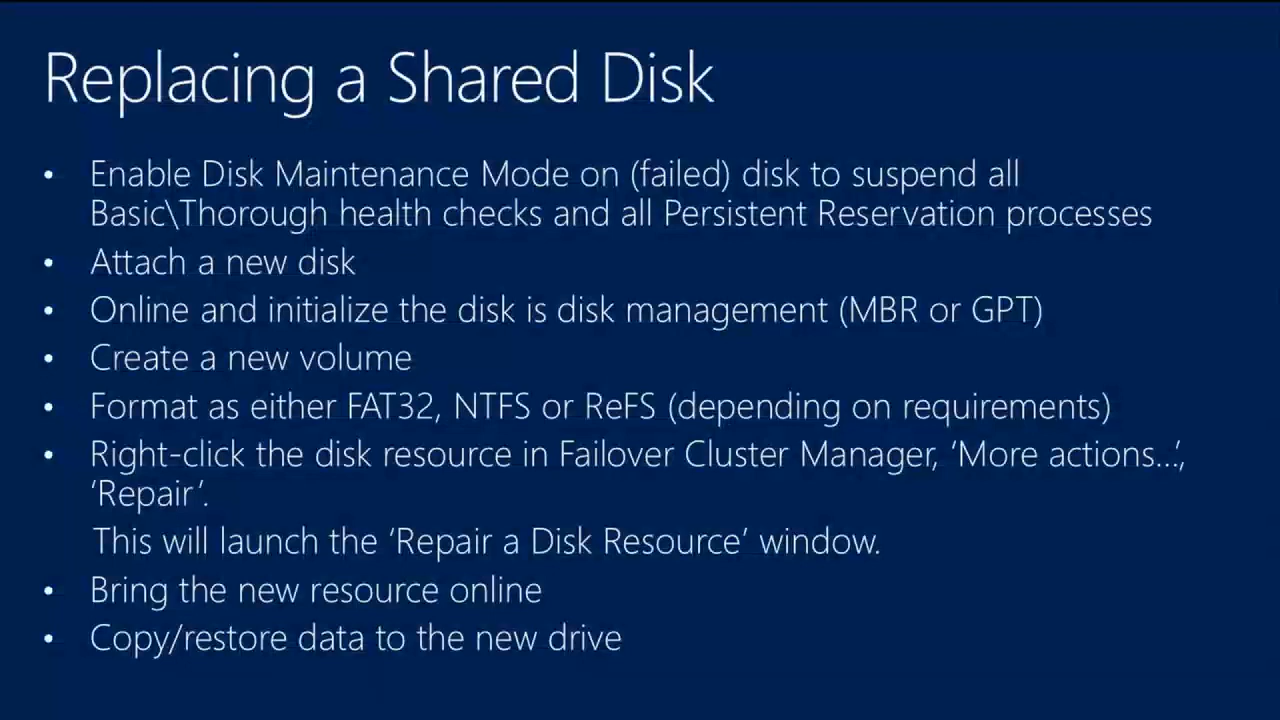 Replacing a Shared Disk
• Enable Disk Maintenance Mode on (failed) disk to suspend all
Basic\Thorough health checks and all Persistent Reservation processes
• Attach a new disk
• Online and initialize the disk is disk management (MBR or GPT)
• Create a new volume
• Format as either FAT32, NTFS or ReFS (depending on requirements)
• Right-click the disk resource in Failover Cluster Manager, ‘More actions…’,
‘Repair’.
This will launch the ‘Repair a Disk Resource’ window.
• Bring the new resource online
• Copy/restore data to the new drive